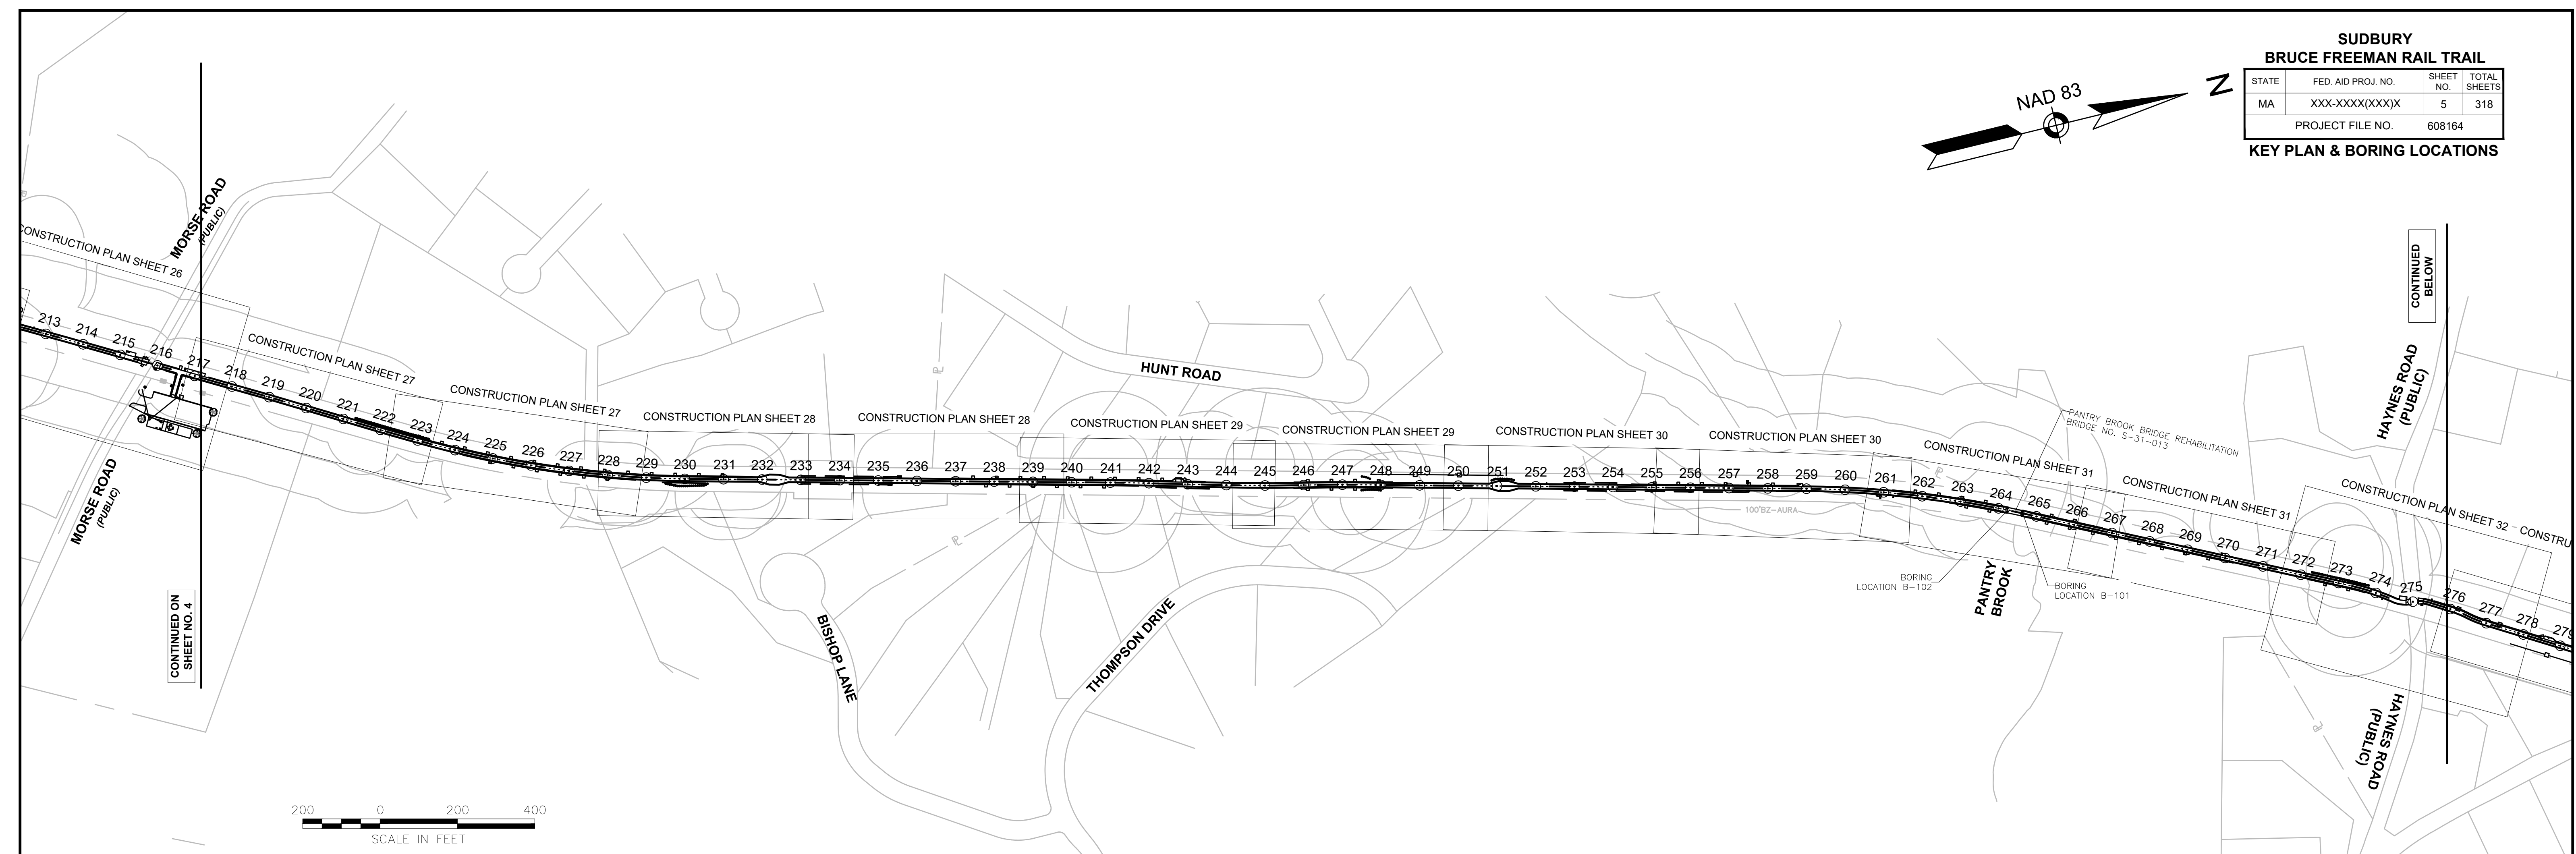 SUDBURY
BRUCE FREEMAN RAIL TRAIL
STATE FED. AID PROJ. NO. SHEET NO. TOTAL SHEETS
MA XXX-XXXX(XXX)X 5 318
PROJECT FILE NO. 608164
KEY PLAN & BORING LOCATIONS
NAD 83
N
MORSE ROAD
(PUBLIC)
CONSTRUCTION PLAN SHEET 26
CONSTRUCTION PLAN SHEET 27
CONSTRUCTION PLAN SHEET 27
CONSTRUCTION PLAN SHEET 28
CONSTRUCTION PLAN SHEET 28
CONSTRUCTION PLAN SHEET 29
CONSTRUCTION PLAN SHEET 29
CONSTRUCTION PLAN SHEET 30
CONSTRUCTION PLAN SHEET 30
CONSTRUCTION PLAN SHEET 31
CONSTRUCTION PLAN SHEET 31
CONSTRUCTION PLAN SHEET 32
CONSTRU
213 214 215 216 217 218 219 220 221 222 223 224 225 226 227 228 229 230 231 232 233 234 235 236 237 238 239 240 241 242 243 244 245 246 247 248 249 250 251 252 253 254 255 256 257 258 259 260 261 262 263 264 265 266 267 268 269 270 271 272 273 274 275 276 277 278 279
HUNT ROAD
PANTRY BROOK BRIDGE REHABILITATION
BRIDGE NO. S-31-013
CONTINUED
BELOW
HAYNES ROAD
(PUBLIC)
100'BZ-AURA
MORSE ROAD
(PUBLIC)
CONTINUED ON
SHEET NO. 4
BISHOP LANE
THOMPSON DRIVE
BORING
LOCATION B-102
PANTRY
BROOK
BORING
LOCATION B-101
HAYNES ROAD
(PUBLIC)
200 0 200 400
SCALE IN FEET